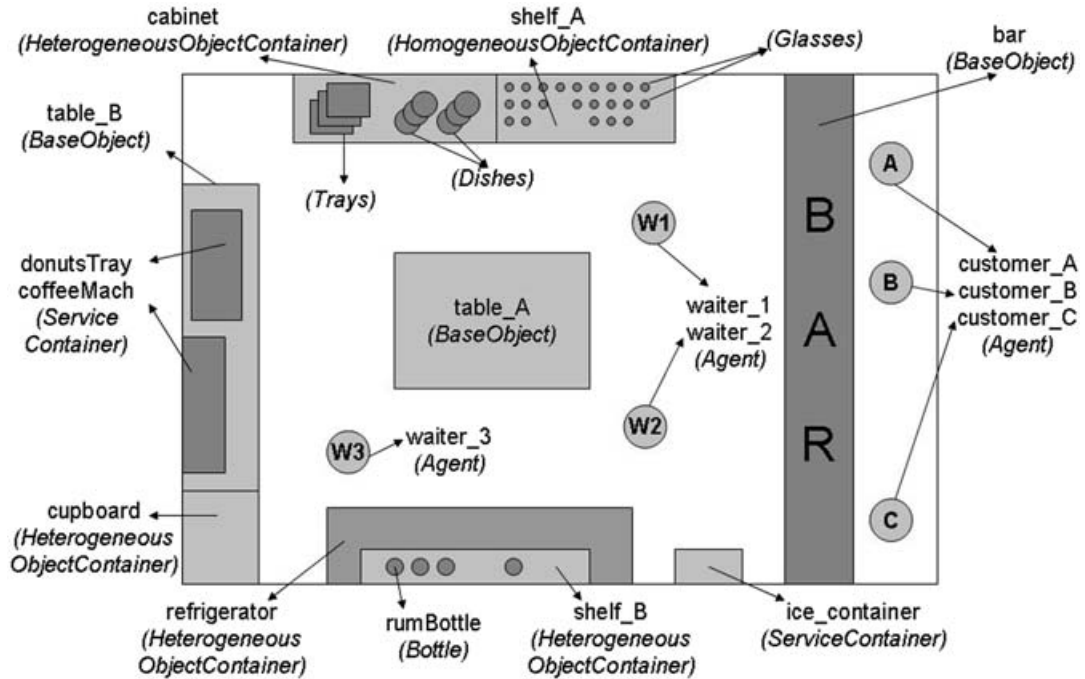 cabinet
(HeterogeneousObjectContainer)
shelf_A
(HomogeneousObjectContainer)
(Glasses)
bar
(BaseObject)
table_B
(BaseObject)
(Trays)
(Dishes)
A
W1
B
donutsTray
coffeeMach
(Service
Container)
table_A
(BaseObject)
waiter_1
waiter_2
(Agent)
B
A
R
customer_A
customer_B
customer_C
(Agent)
W2
W3
waiter_3
(Agent)
C
cupboard
(Heterogeneous
ObjectContainer)
refrigerator
(Heterogeneous
ObjectContainer)
rumBottle
(Bottle)
shelf_B
(Heterogeneous
ObjectContainer)
ice_container
(ServiceContainer)